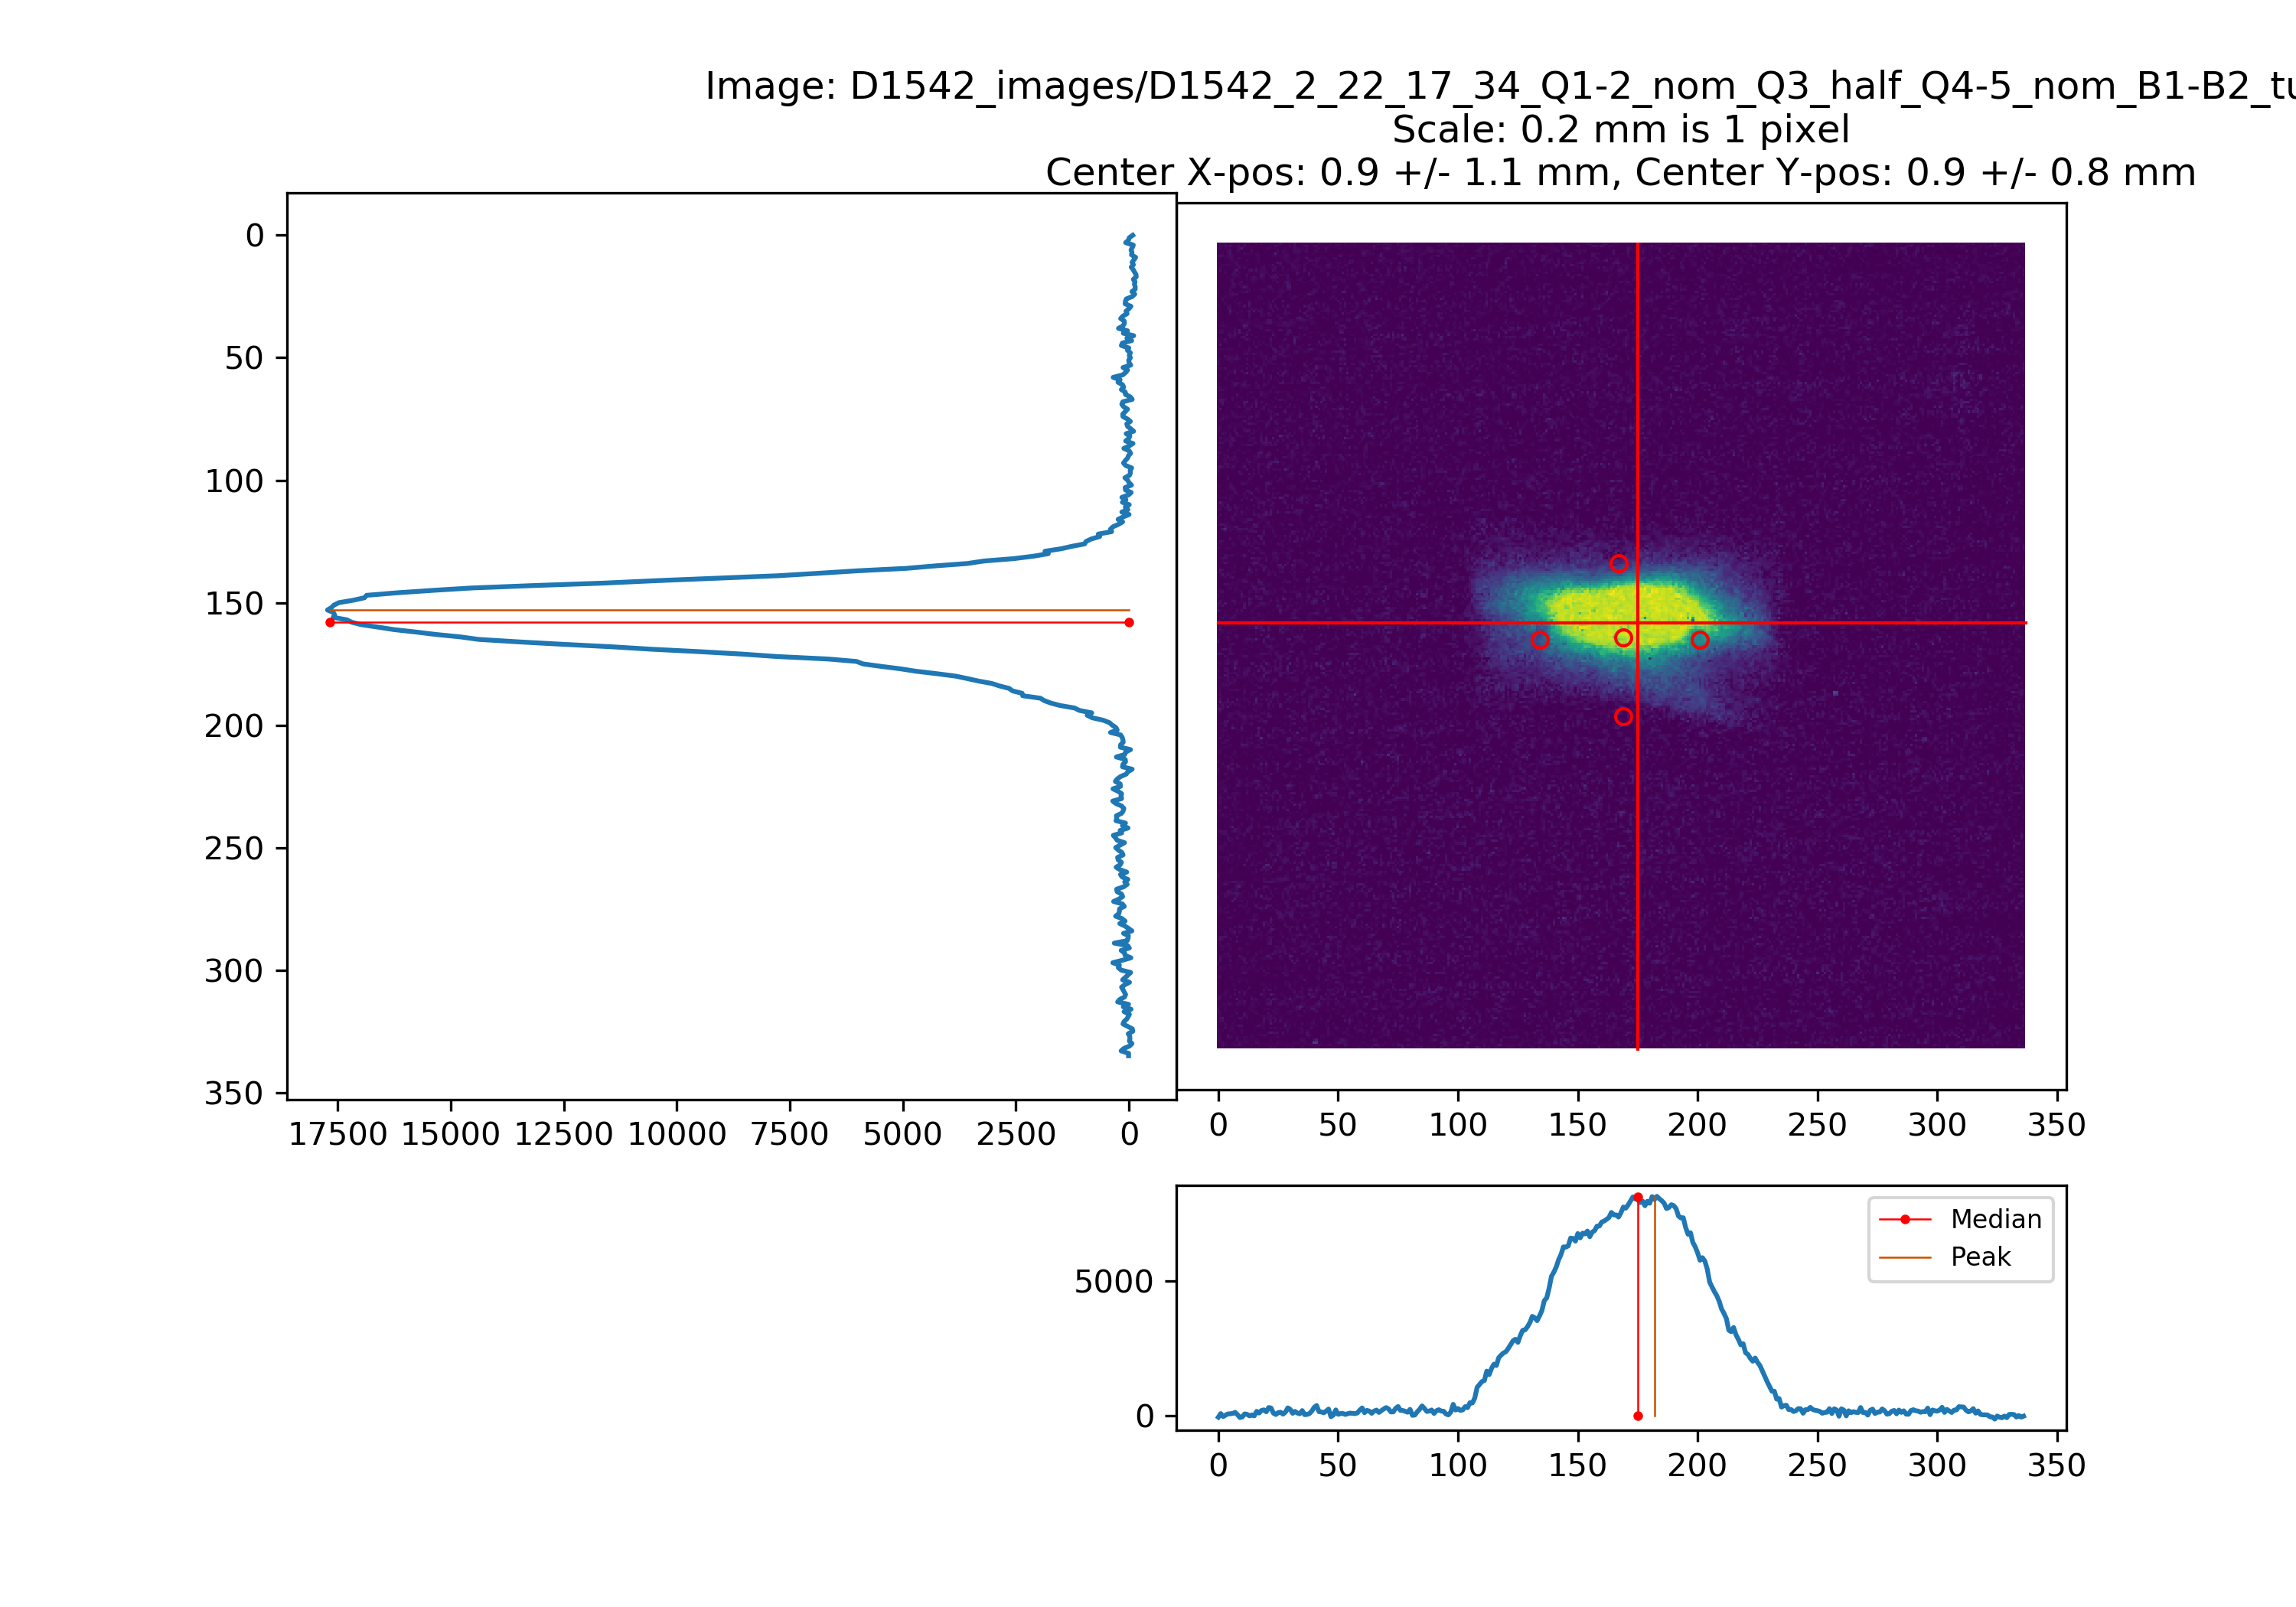 Image: D1542_images/D1542_2_22_17_34_Q1-2_nom_Q3_half_Q4-5_nom_B1-B2_tu
Scale: 0.2 mm is 1 pixel
Center X-pos: 0.9 +/- 1.1 mm, Center Y-pos: 0.9 +/- 0.8 mm
0
50
100
150
200
250
300
350
17500 15000 12500 10000 7500 5000 2500 0
0 50 100 150 200 250 300 350
Median
Peak
5000
0
0 50 100 150 200 250 300 350